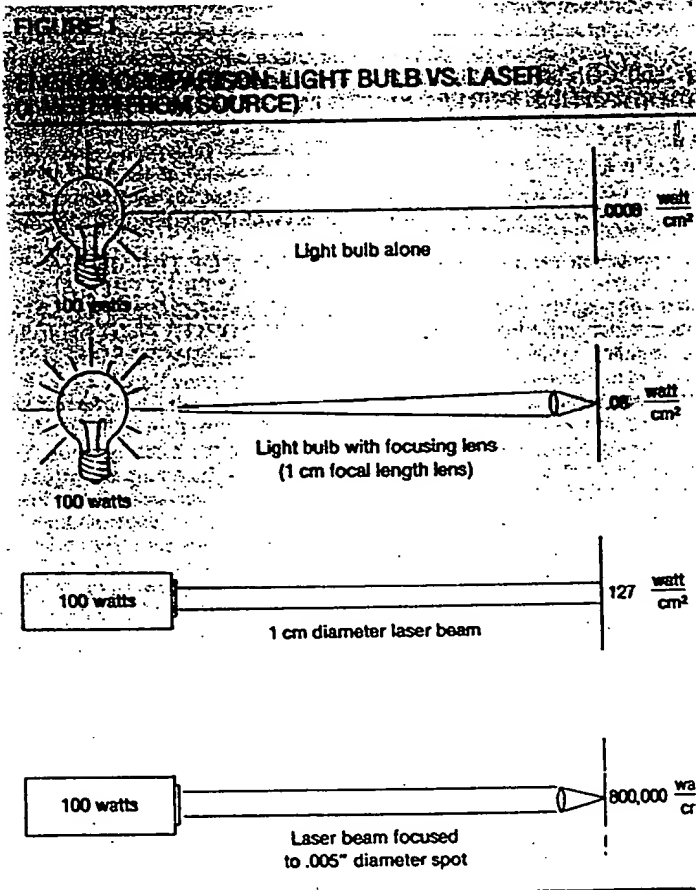 FIGURE 1
COMPARISON: LIGHT BULB VS. LASER
FROM SOURCE)
.0008 watt
cm²
Light bulb alone
100 watts
.08 watt
cm²
Light bulb with focusing lens
(1 cm focal length lens)
100 watts
100 watts
127 watt
cm²
1 cm diameter laser beam
100 watts
800,000
Laser beam focused
to .005" diameter spot